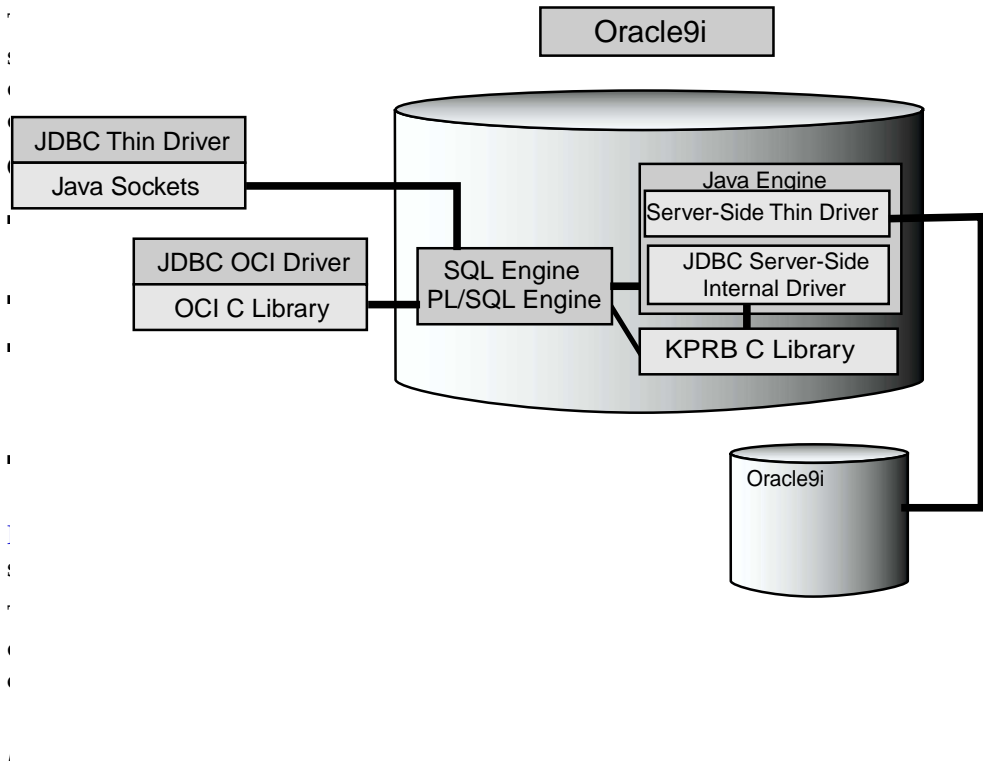 Oracle9i
JDBC Thin Driver
Java Sockets
JDBC OCI Driver
OCI C Library
SQL Engine
PL/SQL Engine
Java Engine
Server-Side Thin Driver
JDBC Server-Side
Internal Driver
KPRB C Library
Oracle9i